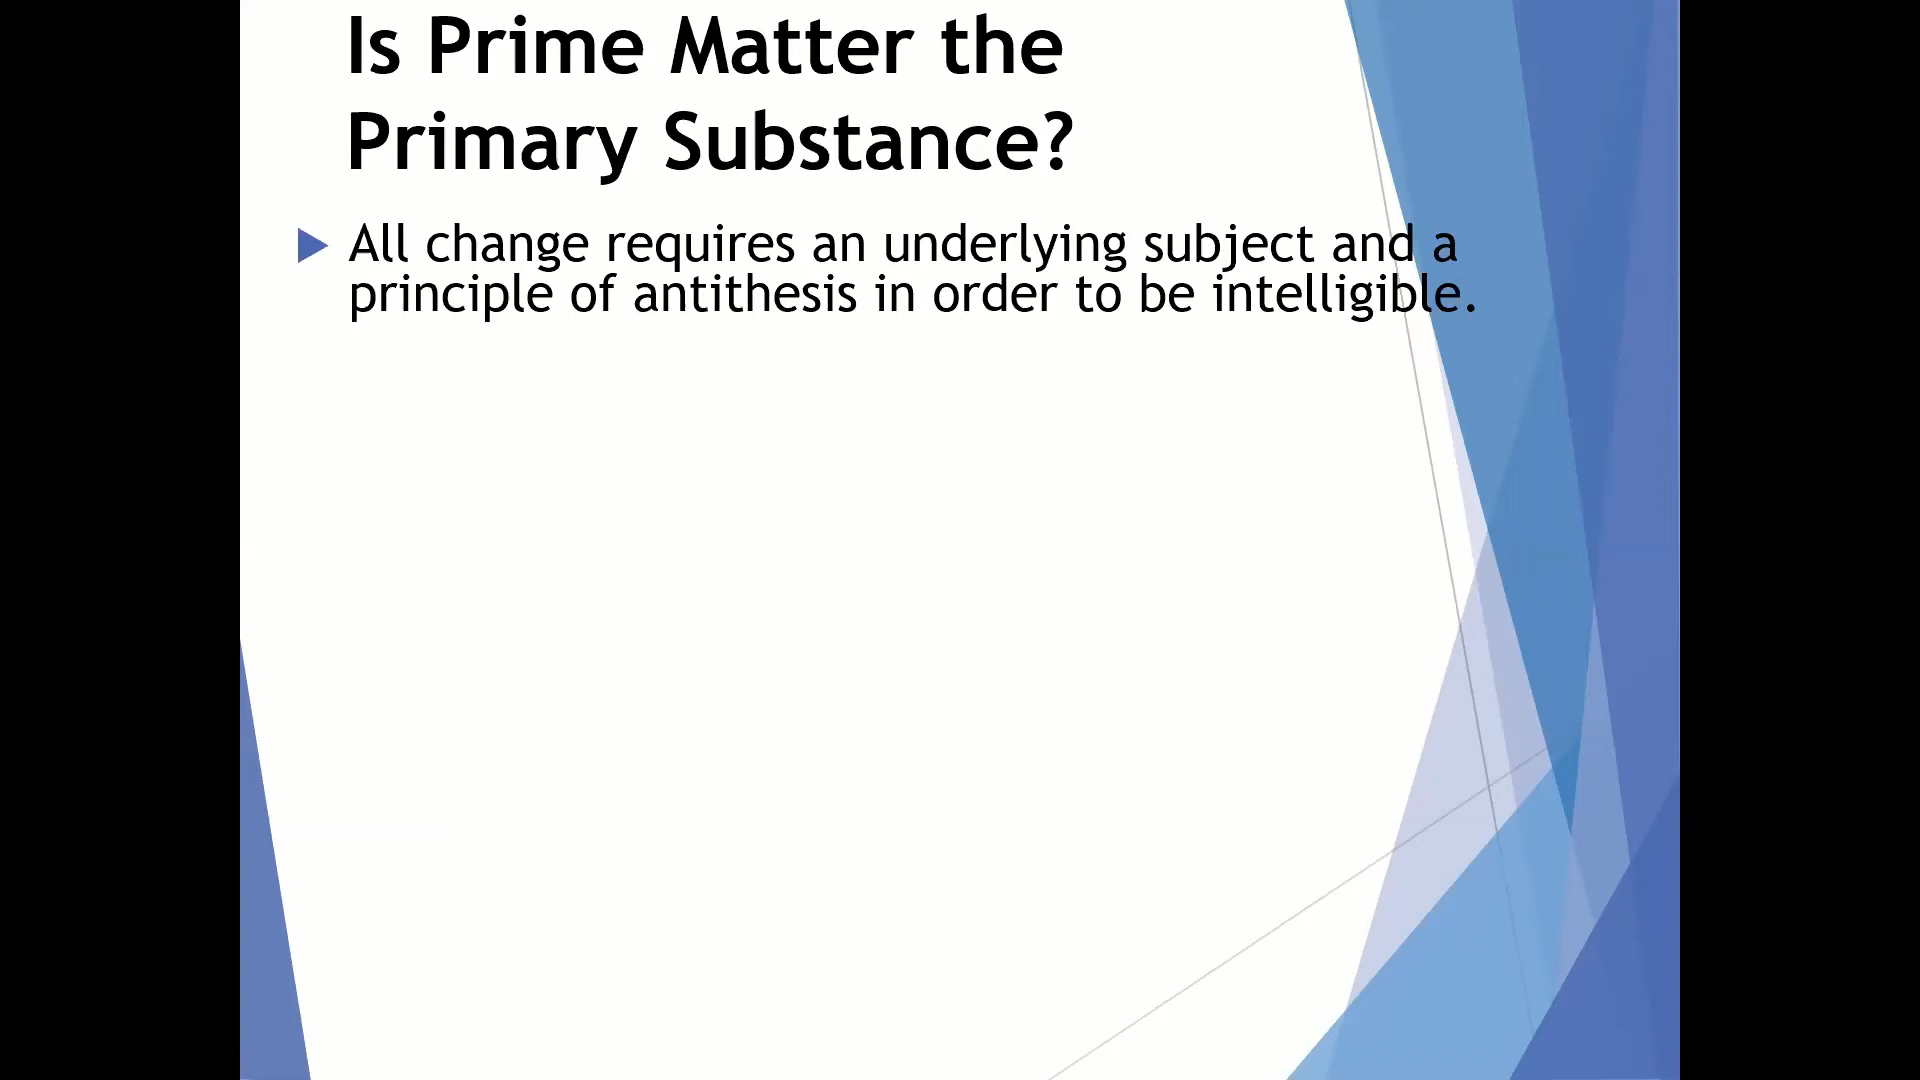 Is Prime Matter the
Primary Substance?
All change requires an underlying subject and a
principle of antithesis in order to be intelligible.